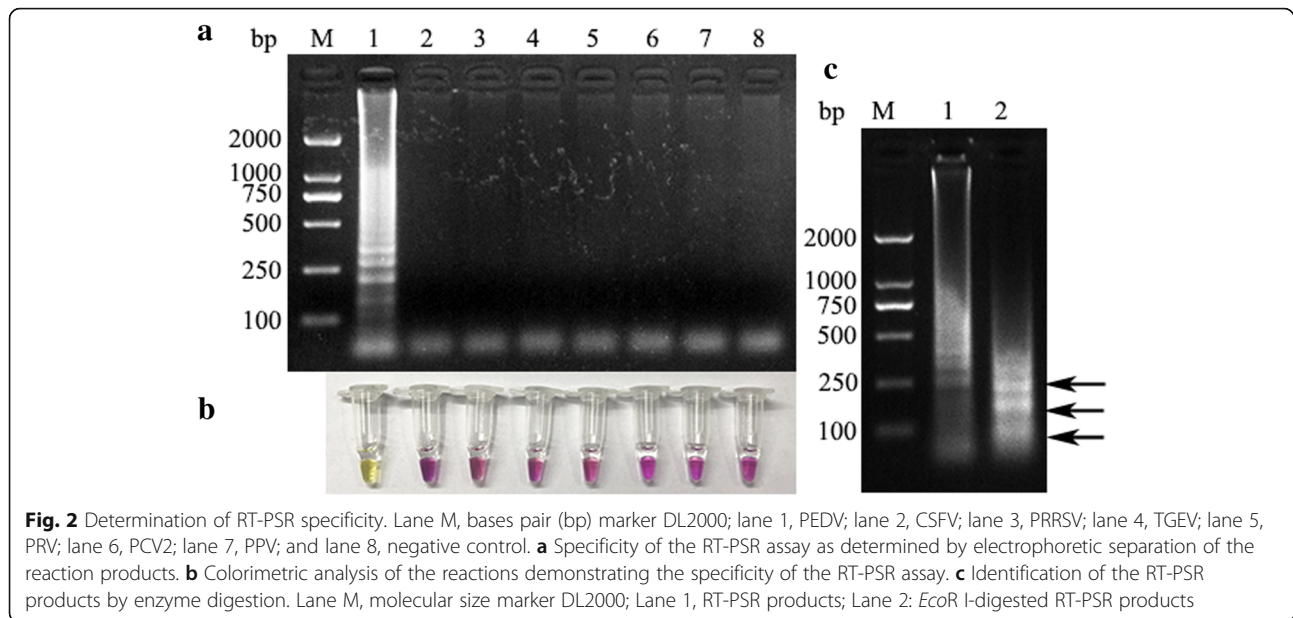 a
bp M 1 2 3 4 5 6 7 8
2000
1000
750
500
250
100
b
c
bp M 1 2
2000
1000
750
500
250
100
Fig. 2 Determination of RT-PSR specificity. Lane M, bases pair (bp) marker DL2000; lane 1, PEDV; lane 2, CSFV; lane 3, PRRSV; lane 4, TGEV; lane 5,
PRV; lane 6, PCV2; lane 7, PPV; and lane 8, negative control. a Specificity of the RT-PSR assay as determined by electrophoretic separation of the
reaction products. b Colorimetric analysis of the reactions demonstrating the specificity of the RT-PSR assay. c Identification of the RT-PSR
products by enzyme digestion. Lane M, molecular size marker DL2000; Lane 1, RT-PSR products; Lane 2: EcoR I-digested RT-PSR products